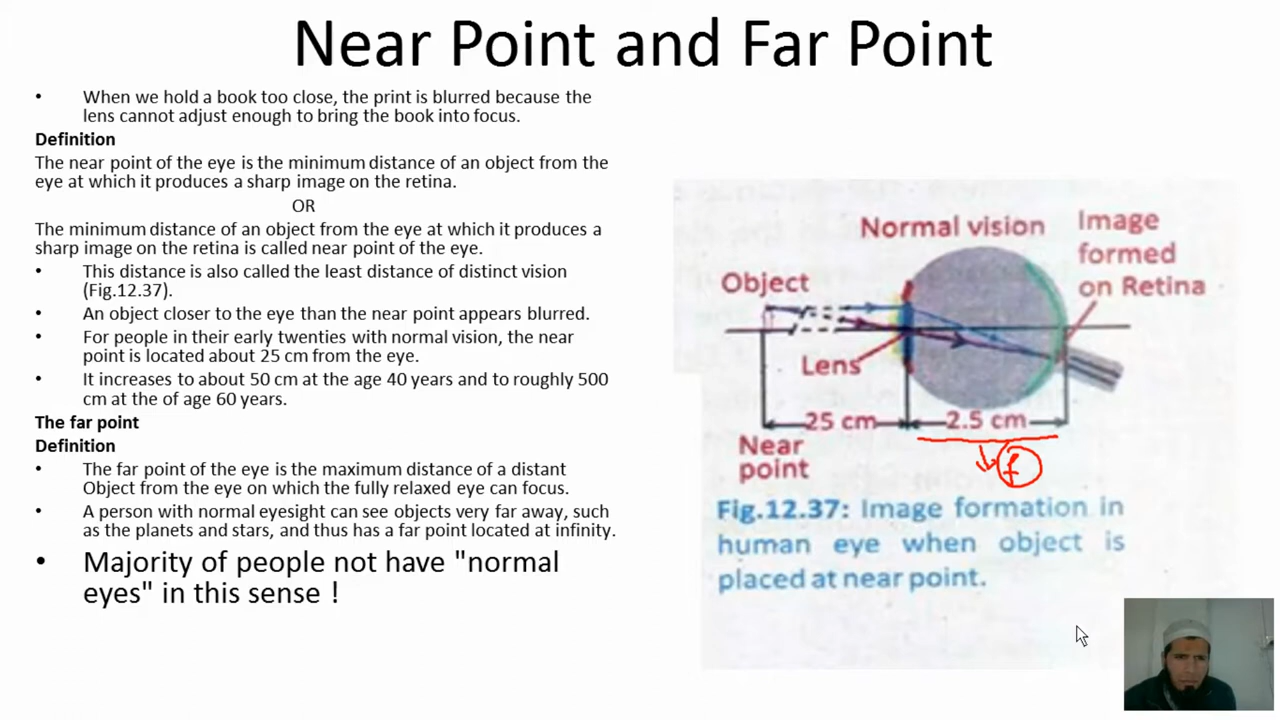 Near Point and Far Point
• When we hold a book too close, the print is blurred because the
lens cannot adjust enough to bring the book into focus.
Definition
The near point of the eye is the minimum distance of an object from the
eye at which it produces a sharp image on the retina.
OR
The minimum distance of an object from the eye at which it produces a
sharp image on the retina is called near point of the eye.
• This distance is also called the least distance of distinct vision
(Fig.12.37).
• An object closer to the eye than the near point appears blurred.
• For people in their early twenties with normal vision, the near
point is located about 25 cm from the eye.
• It increases to about 50 cm at the age 40 years and to roughly 500
cm at the of age 60 years.
The far point
Definition
• The far point of the eye is the maximum distance of a distant
Object from the eye on which the fully relaxed eye can focus.
• A person with normal eyesight can see objects very far away, such
as the planets and stars, and thus has a far point located at infinity.
• Majority of people not have "normal
eyes" in this sense !
Normal vision
Image
formed
on Retina
Object
Lens
25 cm
2.5 cm
Near
point
f
Fig.12.37: Image formation in
human eye when object is
placed at near point.